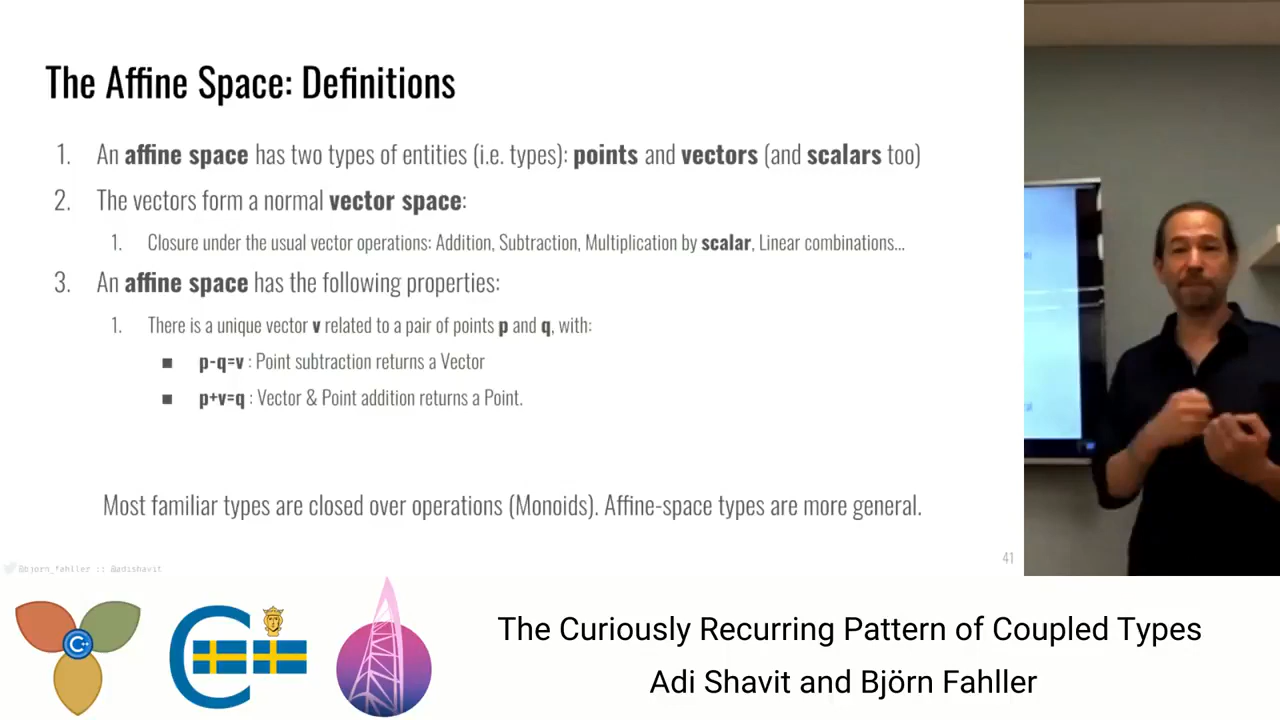 The Affine Space: Definitions
1. An affine space has two types of entities (i.e. types): points and vectors (and scalars too)
2. The vectors form a normal vector space:
1. Closure under the usual vector operations: Addition, Subtraction, Multiplication by scalar, Linear combinations...
3. An affine space has the following properties:
1. There is a unique vector v related to a pair of points p and q, with:
■ p-q=v : Point subtraction returns a Vector
■ p+v=q : Vector & Point addition returns a Point.
Most familiar types are closed over operations (Monoids). Affine-space types are more general.
41
@bjorn_fahller :: @adishavit
C++
The Curiously Recurring Pattern of Coupled Types
Adi Shavit and Björn Fahller